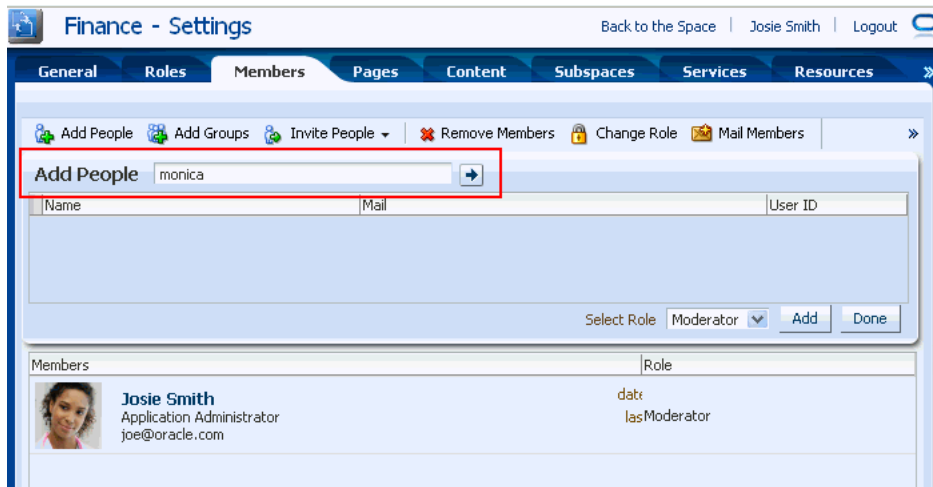 Finance - Settings
Back to the Space | Josie Smith | Logout
General Roles Members Pages Content Subspaces Services Resources »
Add People Add Groups Invite People Remove Members Change Role Mail Members »
Add People monica
Name Mail User ID
Select Role Moderator Add Done
Members Role
Josie Smith date
Application Administrator las Moderator
joe@oracle.com